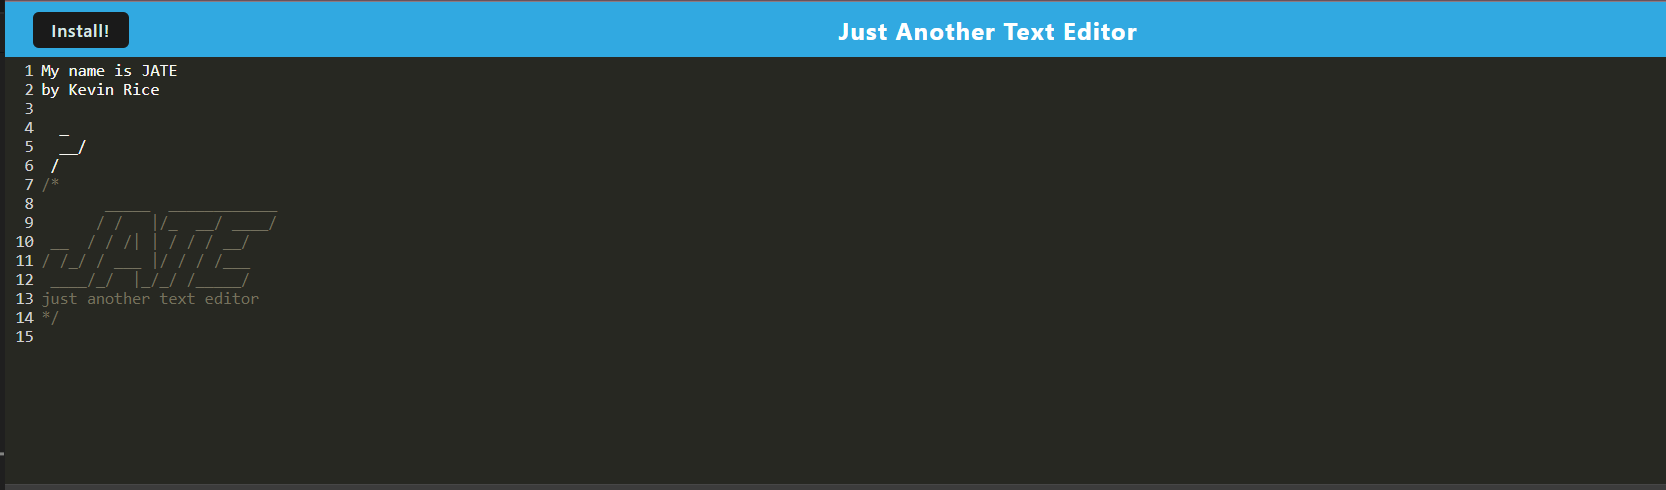 Install!
Just Another Text Editor
1 My name is JATE
2 by Kevin Rice
3
4   _
5   __/
6  /
7 /*
8        _____  ____________
9       / /   |/_  __/ ____/
10  __  / / /| | / / / __/
11 / /_/ / ___ |/ / / /___
12  ____/_/  |_/_/ /_____/
13 just another text editor
14 */
15